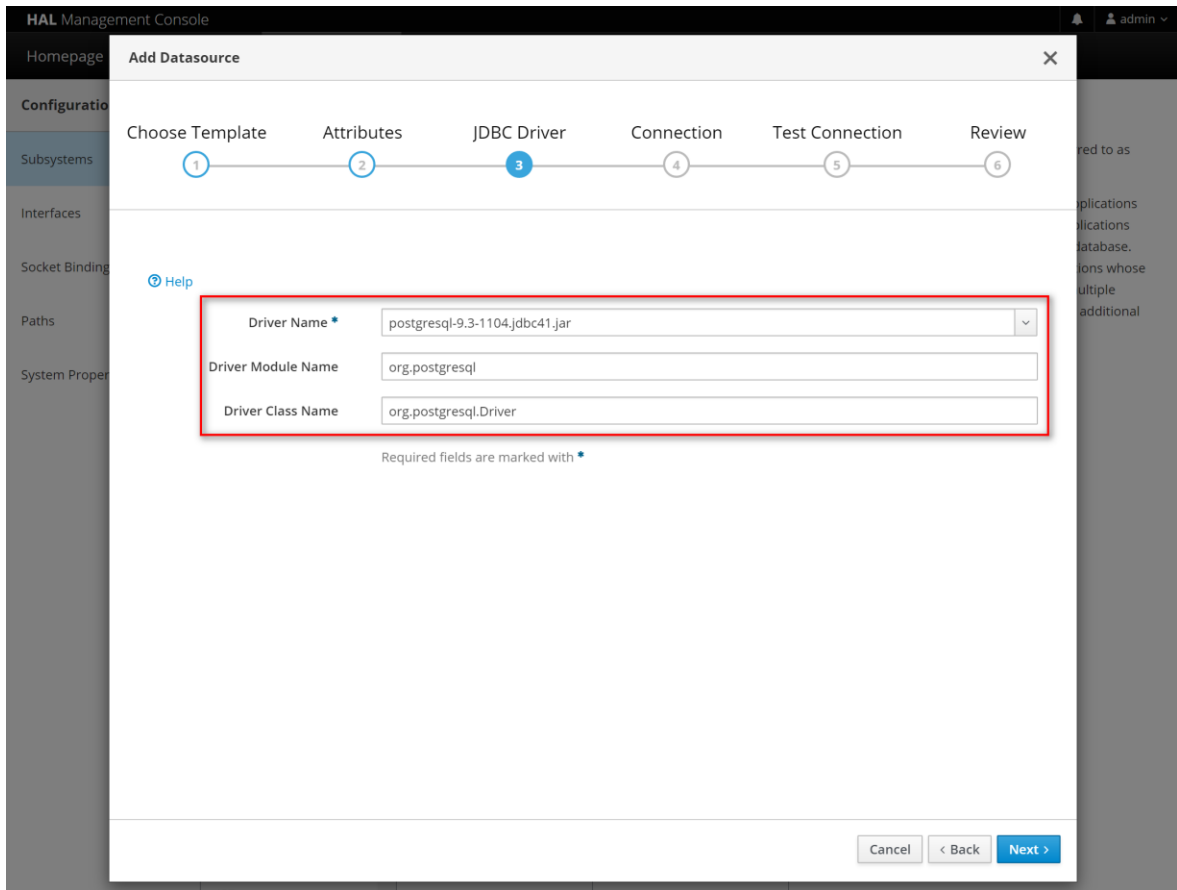 HAL Management Console
admin
Homepage
Add Datasource
Configuratio
Choose Template
Attributes
JDBC Driver
Connection
Test Connection
Review
1
2
3
4
5
6
Subsystems
red to as
Interfaces
plications
plications
database.
Socket Binding
ions whose
ultiple
Help
additional
Paths
Driver Name *
postgresql-9.3-1104.jdbc41.jar
Driver Module Name
org.postgresql
System Proper
Driver Class Name
org.postgresql.Driver
Required fields are marked with *
Cancel
< Back
Next >